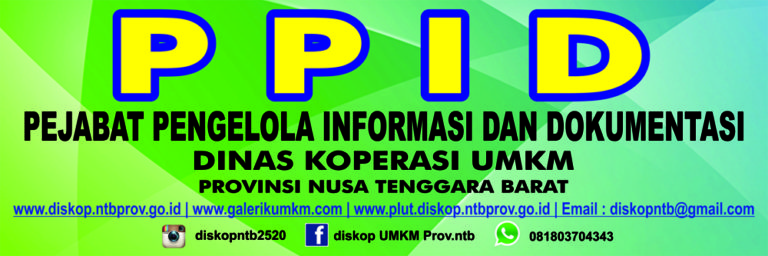 PPID
PEJABAT PENGELOLA INFORMASI DAN DOKUMENTASI
DINAS KOPERASI UMKM
PROVINSI NUSA TENGGARA BARAT
www.diskop.ntbprov.go.id | www.galerikumkm.com | www.plut.diskop.ntbprov.go.id | Email : diskopntb@gmail.com
diskopntb2520 diskop UMKM Prov.ntb 081803704343